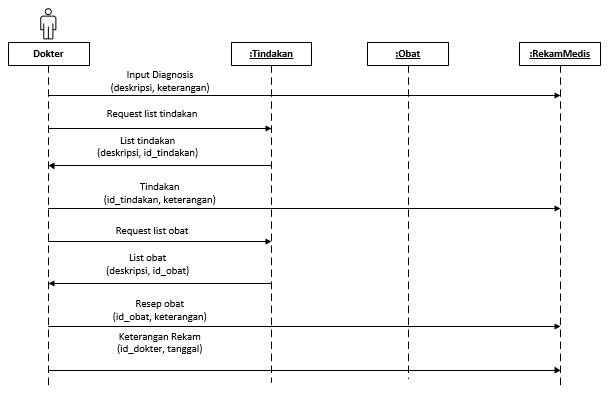 Dokter
:Tindakan
:Obat
:RekamMedis
Input Diagnosis
(deskripsi, keterangan)
Request list tindakan
List tindakan
(deskripsi, id_tindakan)
Tindakan
(id_tindakan, keterangan)
Request list obat
List obat
(deskripsi, id_obat)
Resep obat
(id_obat, keterangan)
Keterangan Rekam
(id_dokter, tanggal)